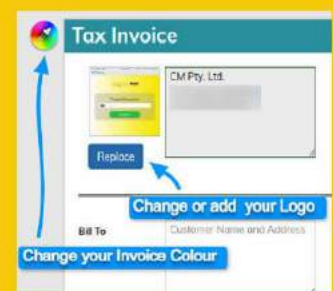 Tax Invoice
CM Pty. Ltd.
Replace
Change or add your Logo
Bill To
Customer Name and Address
Change your Invoice Colour